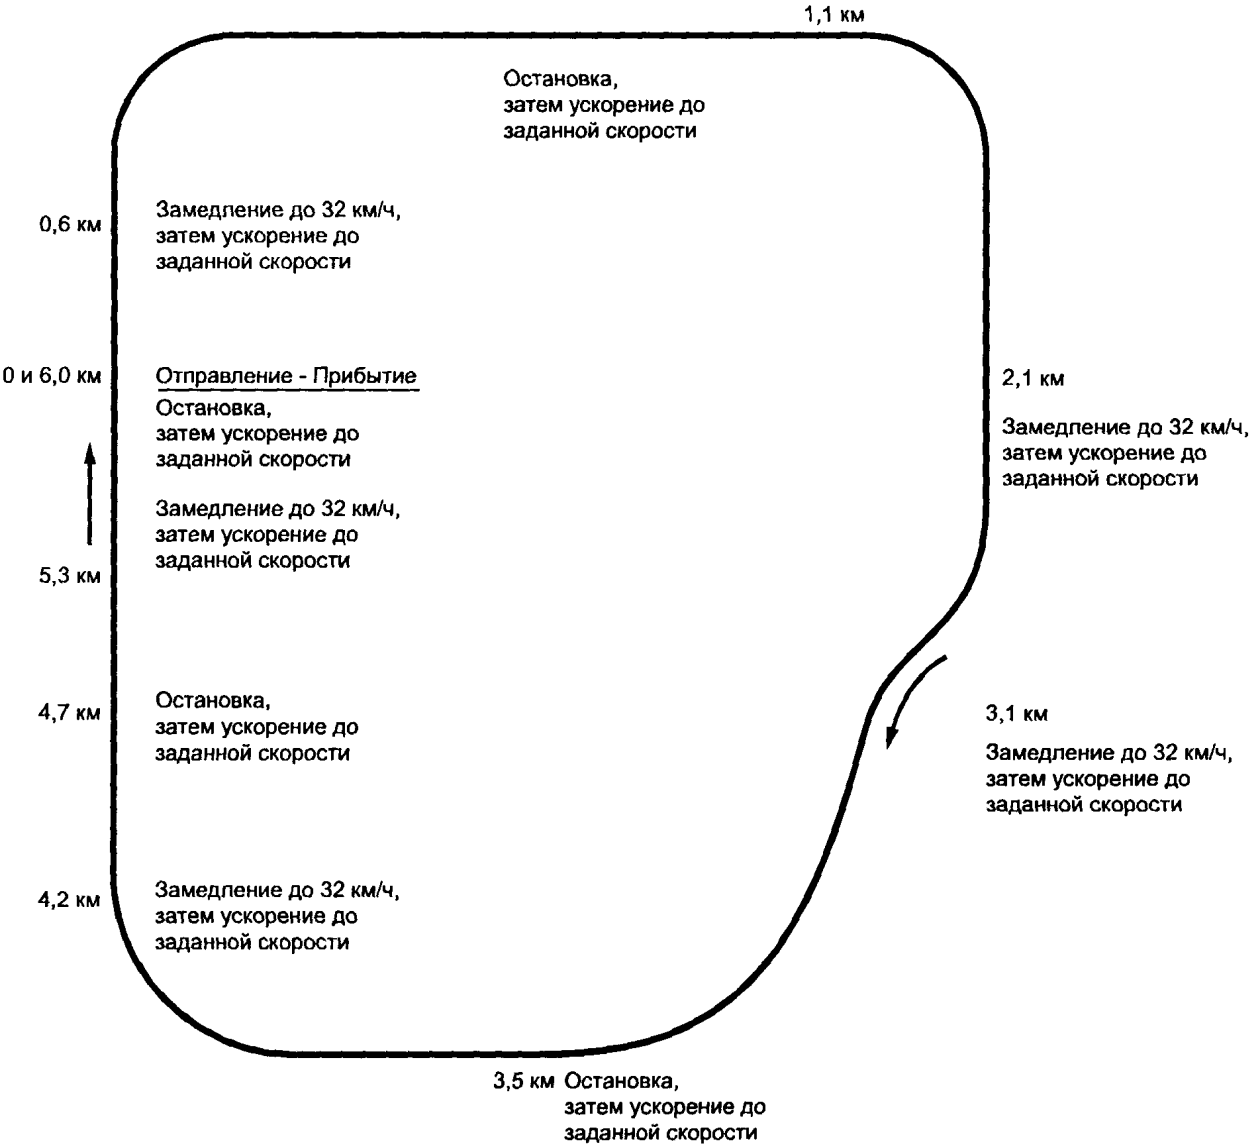 1,1 км
Остановка,
затем ускорение до
заданной скорости
0,6 км
Замедление до 32 км/ч,
затем ускорение до
заданной скорости
0 и 6,0 км
Отправление - Прибытие
Остановка,
затем ускорение до
заданной скорости
2,1 км
Замедление до 32 км/ч,
затем ускорение до
заданной скорости
Замедление до 32 км/ч,
затем ускорение до
заданной скорости
5,3 км
4,7 км
Остановка,
затем ускорение до
заданной скорости
3,1 км
Замедление до 32 км/ч,
затем ускорение до
заданной скорости
4,2 км
Замедление до 32 км/ч,
затем ускорение до
заданной скорости
3,5 км Остановка,
затем ускорение до
заданной скорости